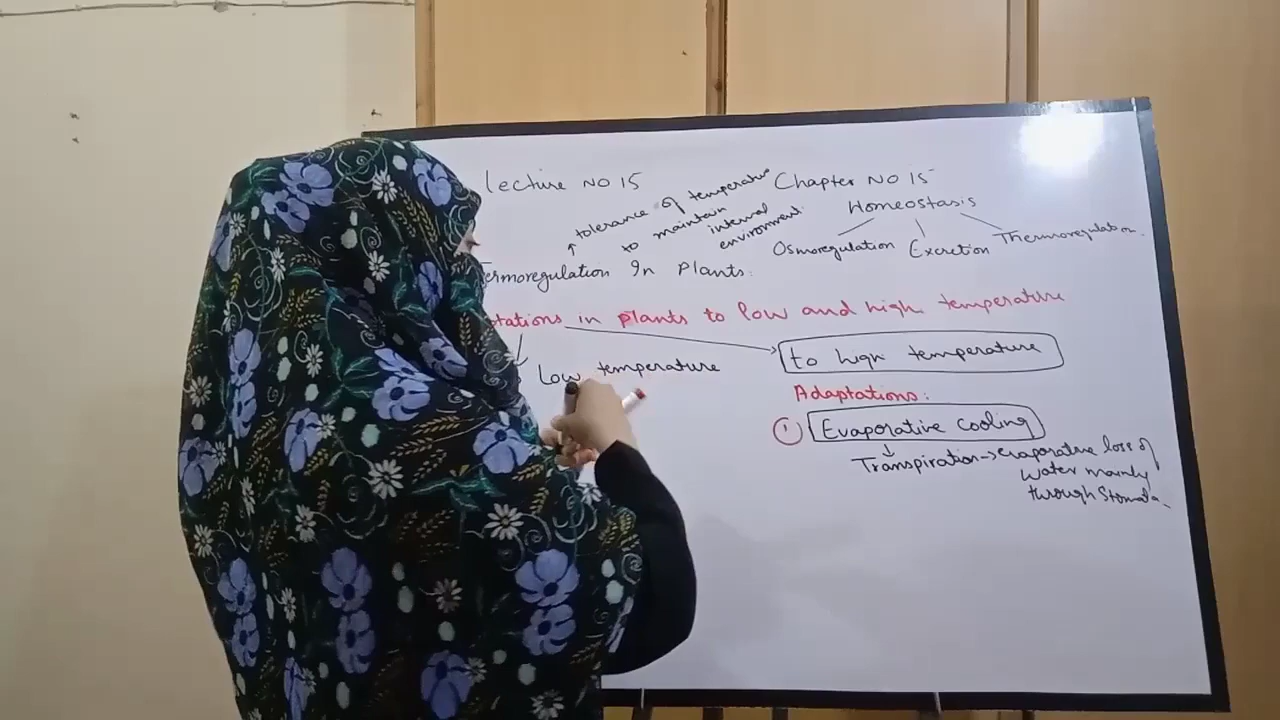 Lecture NO 15
Chapter NO 15
Homeostasis
Osmoregulation
Excretion
Thermoregulation.
tolerance of temperature
to maintain
internal
environment.
ermoregulation In Plants:
tations in plants to low and high temperature
Low temperature
to high temperature
Adaptations:
1 Evaporative cooling
Transpiration → evaporative loss of
water mainly
through Stomata